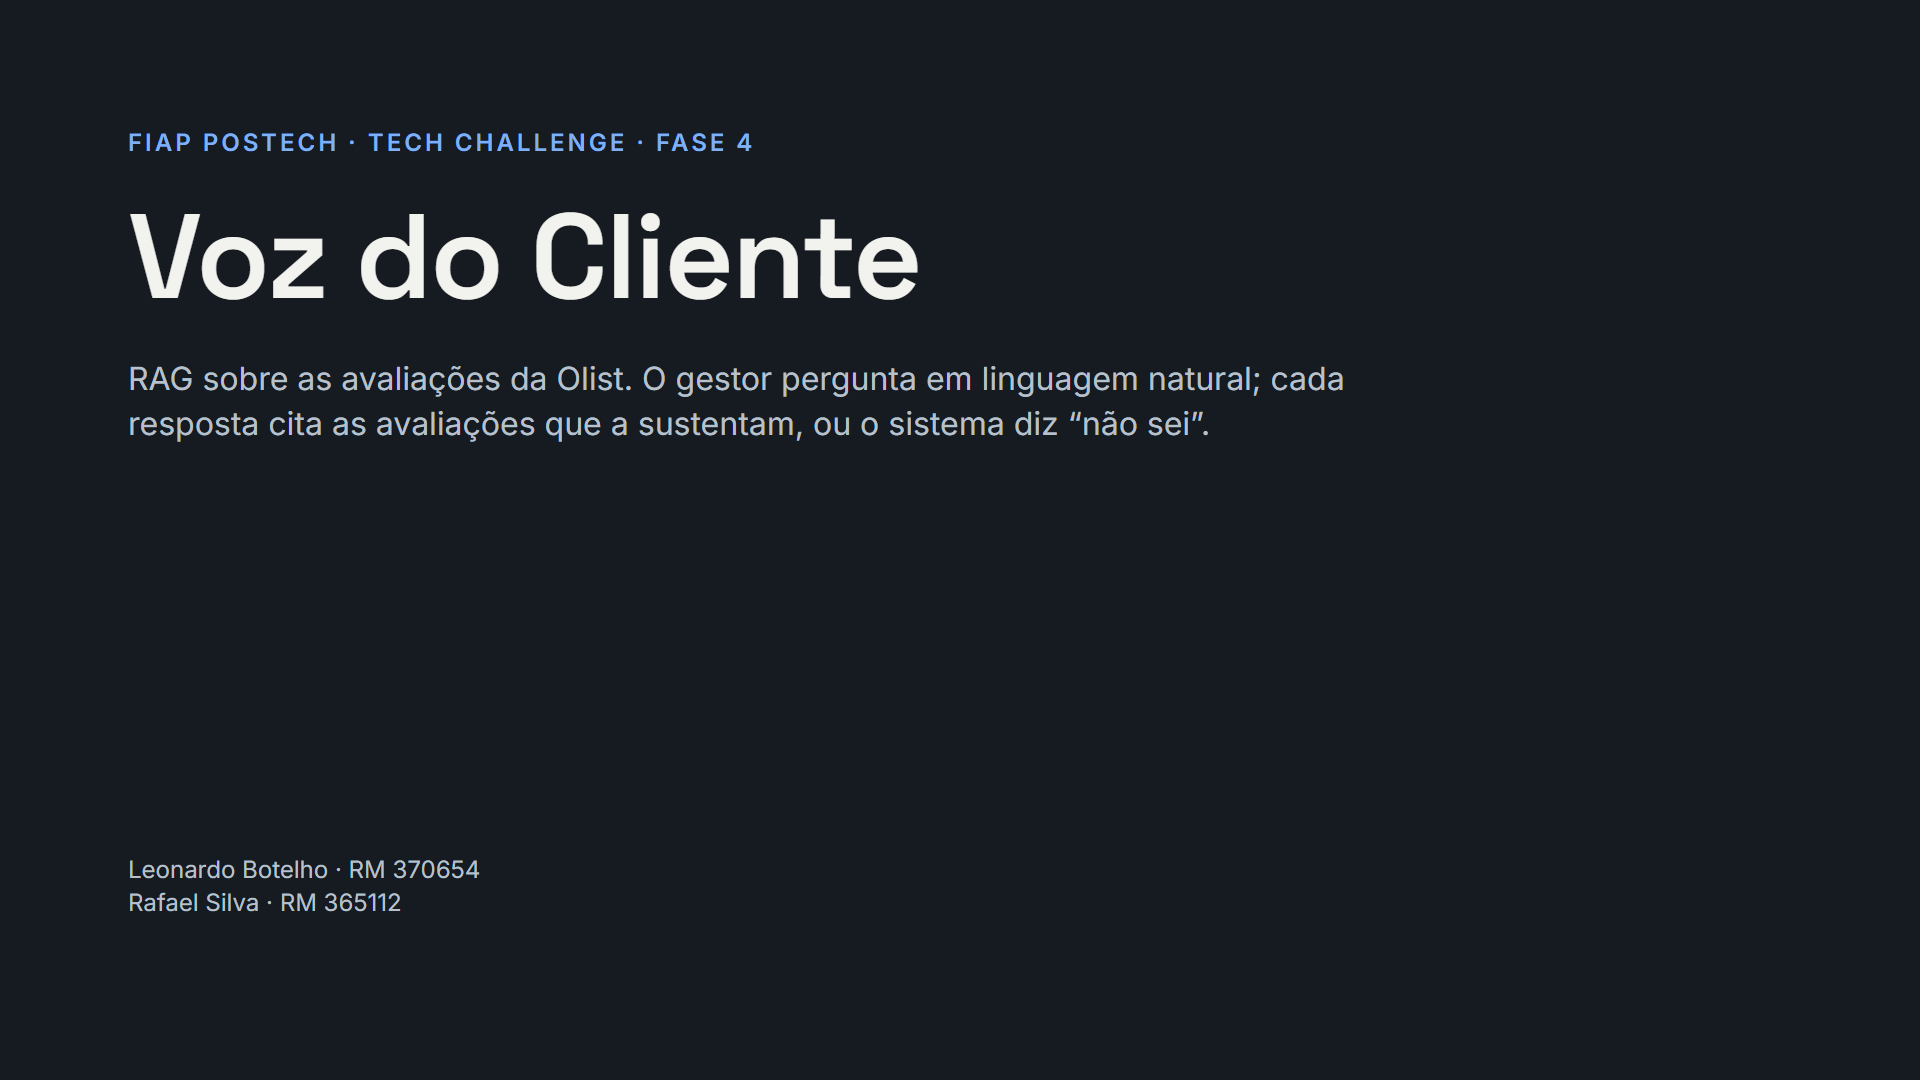 FIAP POSTECH · TECH CHALLENGE · FASE 4
Voz do Cliente
RAG sobre as avaliações da Olist. O gestor pergunta em linguagem natural; cada
resposta cita as avaliações que a sustentam, ou o sistema diz “não sei”.
Leonardo Botelho · RM 370654
Rafael Silva · RM 365112